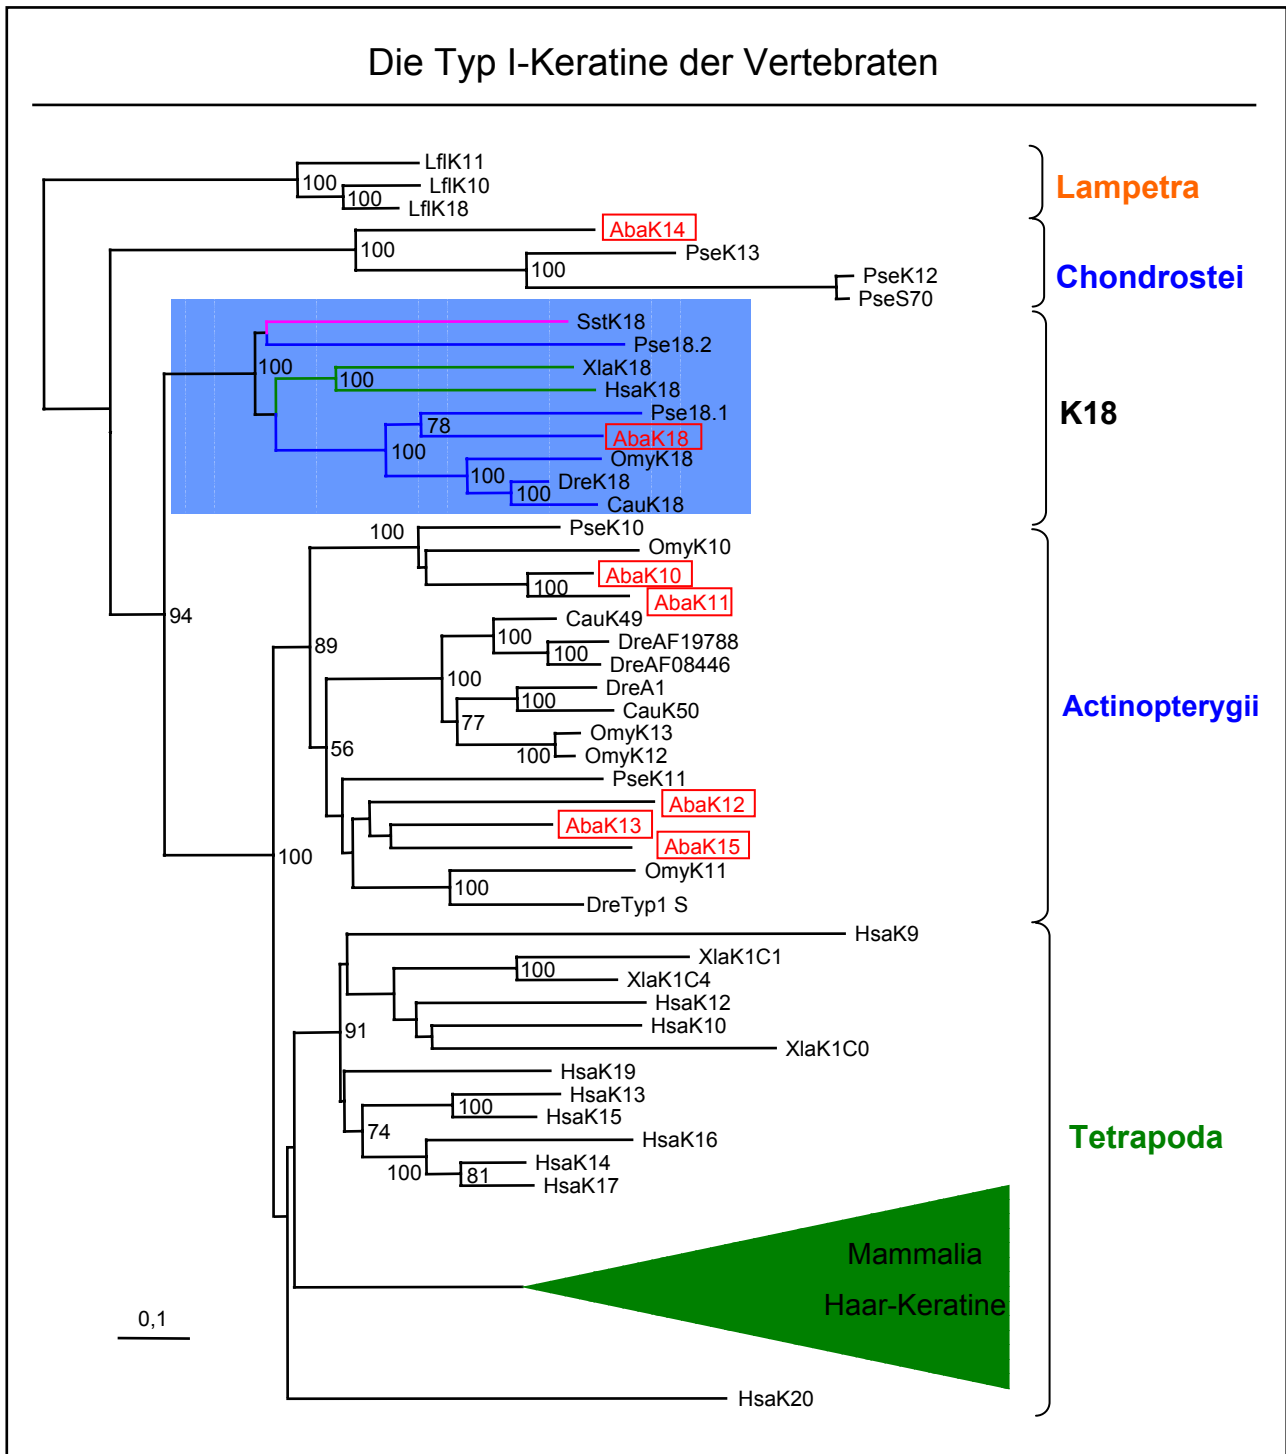 Die Typ I-Keratine der Vertebraten
LflK11
100
LflK10
100
LflK18
Lampetra
AbaK14
100
PseK13
100
PseK12
PseS70
Chondrostei
SstK18
Pse18.2
100
XlaK18
100
HsaK18
Pse18.1
78
AbaK18
100
OmyK18
100
DreK18
100
CauK18
K18
PseK10
100
OmyK10
AbaK10
100
AbaK11
94
CauK49
100
89
DreAF19788
100
DreAF08446
100
DreA1
100
CauK50
77
OmyK13
56
100
OmyK12
PseK11
AbaK12
AbaK13
AbaK15
100
OmyK11
100
DreTyp1 S
Actinopterygii
HsaK9
XlaK1C1
100
XlaK1C4
HsaK12
91
HsaK10
XlaK1C0
HsaK19
HsaK13
100
HsaK15
74
HsaK16
HsaK14
100
81
HsaK17
Tetrapoda
Mammalia
Haar-Keratine
0,1
HsaK20